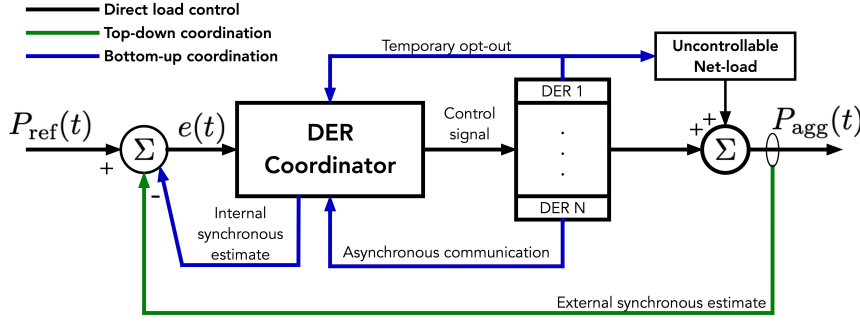 Direct load control
Top-down coordination
Bottom-up coordination
Temporary opt-out
Uncontrollable
Net-load
P_ref(t)
+
−
Σ
e(t)
DER
Coordinator
Control
signal
DER 1
.
.
.
DER N
+
+
Σ
P_agg(t)
Internal
synchronous
estimate
Asynchronous communication
External synchronous estimate